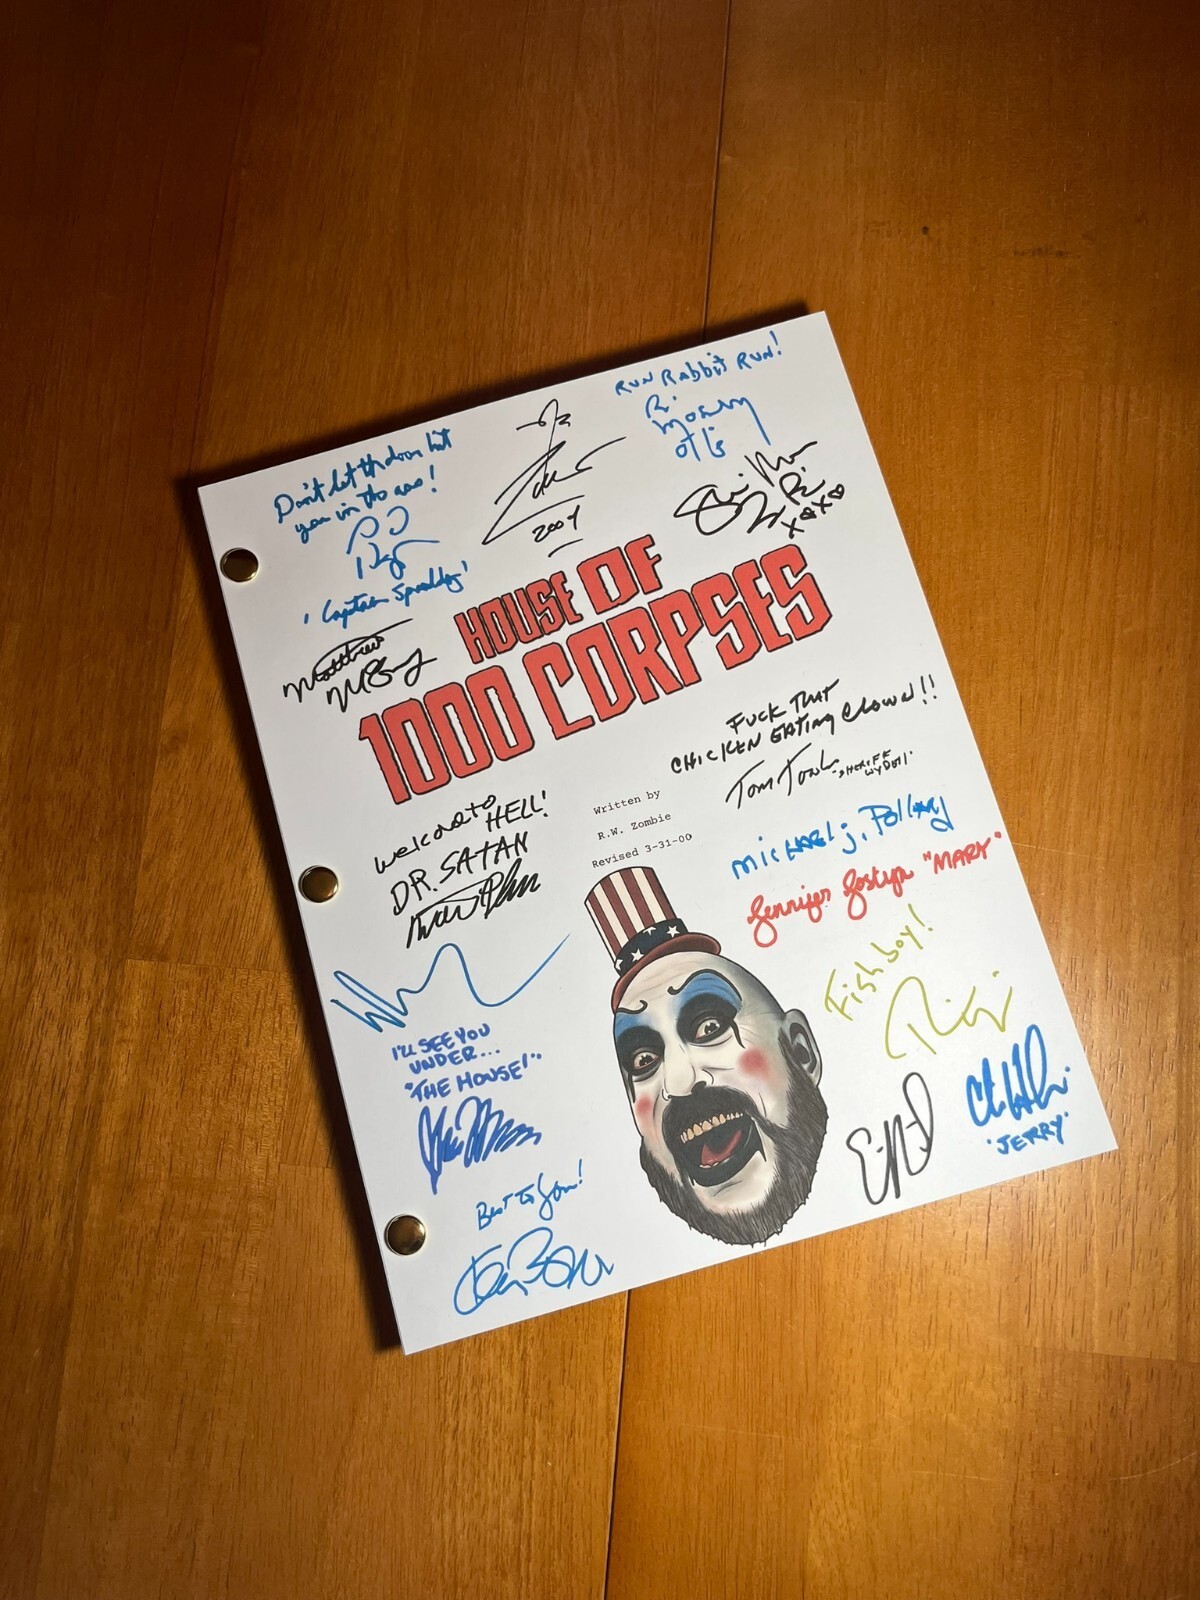 RUN RABBIT RUN!
OTIS
Don't let the door hit
you in the ass!
'Captain Spaulding'
2004
XOXO
Matthew
McGrory
HOUSE OF
1000 CORPSES
FUCK THAT
CHICKEN EATING CLOWN!!
Tom Towles
"SHERIFF
WYDELL"
Welcome to
HELL!
DR. SATAN
Written by
R.W. Zombie
Revised 3-31-00
Michael j. Pollard
Jennifer Jostyn "MARY"
Fishboy!
I'LL SEE YOU
UNDER...
"THE HOUSE!"
'JERRY'
Best to You!